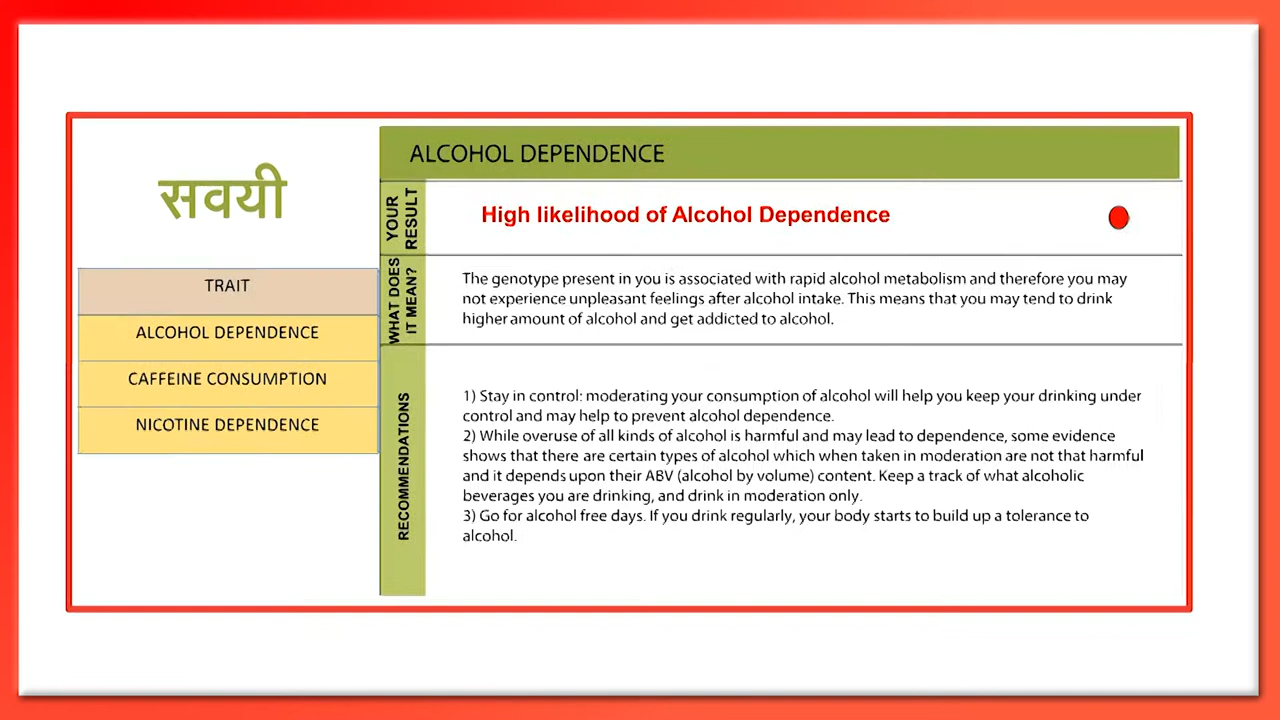 सवयी
TRAIT
ALCOHOL DEPENDENCE
CAFFEINE CONSUMPTION
NICOTINE DEPENDENCE
ALCOHOL DEPENDENCE
YOUR
RESULT
High likelihood of Alcohol Dependence
WHAT DOES
IT MEAN?
The genotype present in you is associated with rapid alcohol metabolism and therefore you may
not experience unpleasant feelings after alcohol intake. This means that you may tend to drink
higher amount of alcohol and get addicted to alcohol.
RECOMMENDATIONS
1) Stay in control: moderating your consumption of alcohol will help you keep your drinking under
control and may help to prevent alcohol dependence.
2) While overuse of all kinds of alcohol is harmful and may lead to dependence, some evidence
shows that there are certain types of alcohol which when taken in moderation are not that harmful
and it depends upon their ABV (alcohol by volume) content. Keep a track of what alcoholic
beverages you are drinking, and drink in moderation only.
3) Go for alcohol free days. If you drink regularly, your body starts to build up a tolerance to
alcohol.